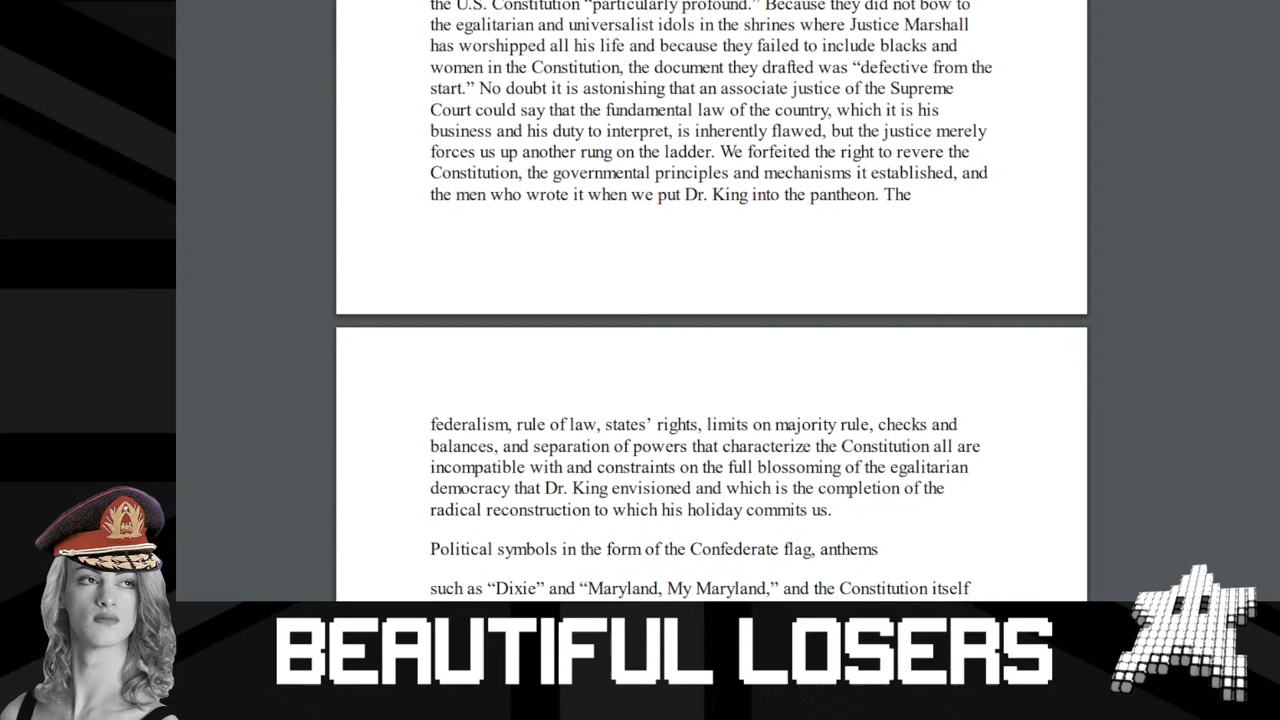 the U.S. Constitution “particularly profound.” Because they did not bow to
the egalitarian and universalist idols in the shrines where Justice Marshall
has worshipped all his life and because they failed to include blacks and
women in the Constitution, the document they drafted was “defective from the
start.” No doubt it is astonishing that an associate justice of the Supreme
Court could say that the fundamental law of the country, which it is his
business and his duty to interpret, is inherently flawed, but the justice merely
forces us up another rung on the ladder. We forfeited the right to revere the
Constitution, the governmental principles and mechanisms it established, and
the men who wrote it when we put Dr. King into the pantheon. The
federalism, rule of law, states’ rights, limits on majority rule, checks and
balances, and separation of powers that characterize the Constitution all are
incompatible with and constraints on the full blossoming of the egalitarian
democracy that Dr. King envisioned and which is the completion of the
radical reconstruction to which his holiday commits us.
Political symbols in the form of the Confederate flag, anthems
such as “Dixie” and “Maryland, My Maryland,” and the Constitution itself
BEAUTIFUL LOSERS